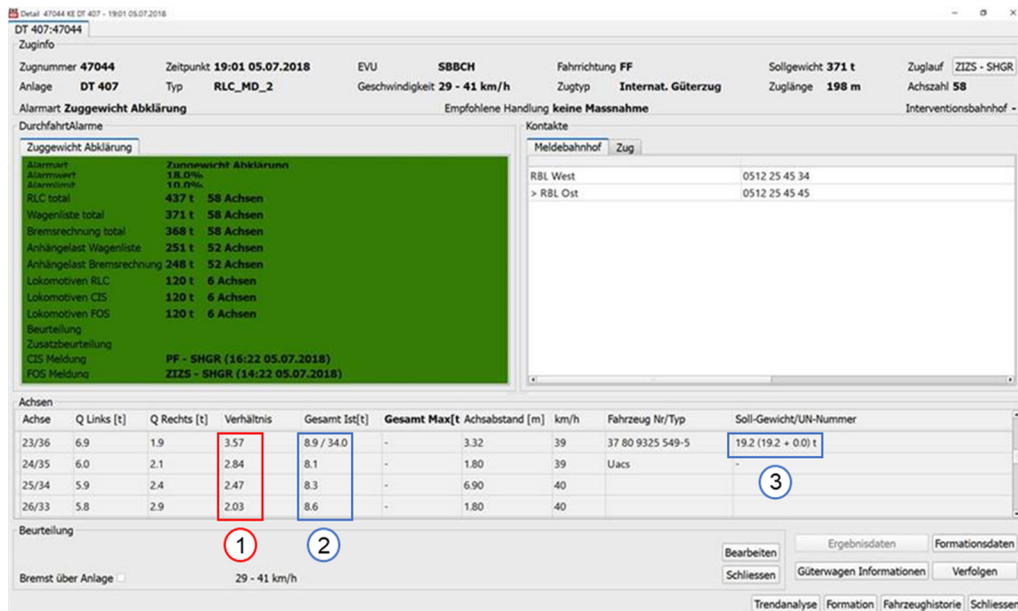 Detail 47044 KE DT 407 - 19:01 05.07.2018
DT 407:47044
Zuginfo
Zugnummer 47044 Zeitpunkt 19:01 05.07.2018 EVU SBBCH Fahrrichtung FF Sollgewicht 371 t Zuglauf ZIZS - SHGR
Anlage DT 407 Typ RLC_MD_2 Geschwindigkeit 29 - 41 km/h Zugtyp Internat. Güterzug Zuglänge 198 m Achszahl 58
Alarmart Zuggewicht Abklärung Empfohlene Handlung keine Massnahme Interventionsbahnhof -
DurchfahrtAlarme
Zuggewicht Abklärung
Alarmart Zuggewicht Abklärung
Alarmwert 18.0%
Alarmlimit 10.0%
RLC total 437 t 58 Achsen
Wagenliste total 371 t 58 Achsen
Bremsrechnung total 368 t 58 Achsen
Anhängelast Wagenliste 251 t 52 Achsen
Anhängelast Bremsrechnung 248 t 52 Achsen
Lokomotiven RLC 120 t 6 Achsen
Lokomotiven CIS 120 t 6 Achsen
Lokomotiven FOS 120 t 6 Achsen
Beurteilung
Zusatzbeurteilung
CIS Meldung PF - SHGR (16:22 05.07.2018)
FOS Meldung ZIZS - SHGR (14:22 05.07.2018)
Kontakte
Meldebahnhof Zug
RBL West 0512 25 45 34
> RBL Ost 0512 25 45 45
Achsen
Achse Q Links [t] Q Rechts [t] Verhältnis Gesamt Ist[t] Gesamt Max[t Achsabstand [m] km/h Fahrzeug Nr/Typ Soll-Gewicht/UN-Nummer
23/36 6.9 1.9 3.57 8.9 / 34.0 - 3.32 39 37 80 9325 549-5 19.2 (19.2 + 0.0) t
24/35 6.0 2.1 2.84 8.1 - 1.80 39 Uacs -
25/34 5.9 2.4 2.47 8.3 - 6.90 40
26/33 5.8 2.9 2.03 8.6 - 1.80 40
1 2 3
Beurteilung
Bremst über Anlage 29 - 41 km/h
Bearbeiten Ergebnisdaten Formationsdaten
Schliessen Güterwagen Informationen Verfolgen
Trendanalyse Formation Fahrzeughistorie Schliessen